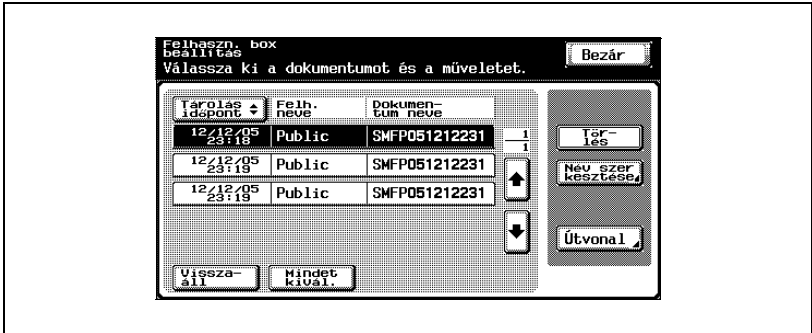 Felhaszn. box
beállítás
Válassza ki a dokumentumot és a műveletet.
Bezár
Tárolás
időpont
Felh.
neve
Dokumen-
tum neve
12/12/05
23:18
Public
SMFP051212231
1
1
12/12/05
23:19
Public
SMFP051212231
12/12/05
23:19
Public
SMFP051212231
Tör-
lés
Név szer
kesztése
Útvonal
Vissza-
áll
Mindet
kivál.